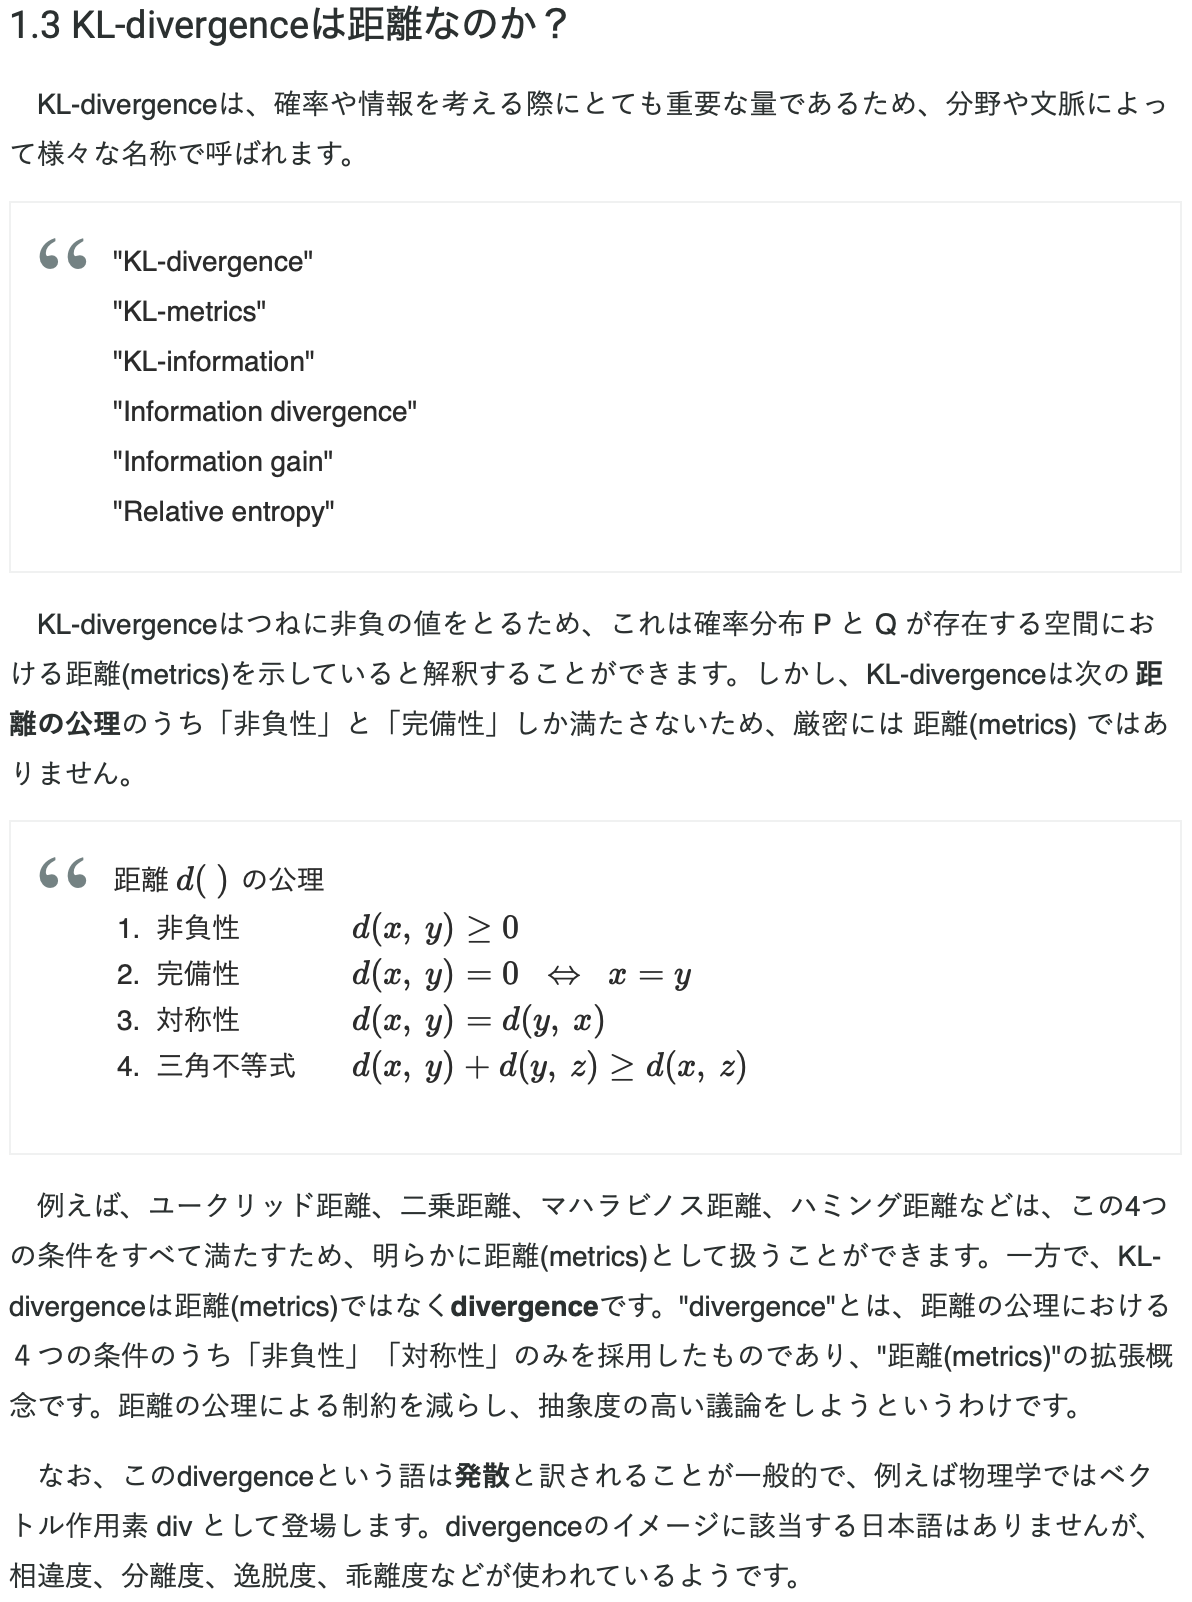 1.3 KL-divergenceは距離なのか？
KL-divergenceは、確率や情報を考える際にとても重要な量であるため、分野や文脈によっ
て様々な名称で呼ばれます。
"KL-divergence"
"KL-metrics"
"KL-information"
"Information divergence"
"Information gain"
"Relative entropy"
KL-divergenceはつねに非負の値をとるため、これは確率分布 P と Q が存在する空間にお
ける距離(metrics)を示していると解釈することができます。しかし、KL-divergenceは次の 距
離の公理のうち「非負性」と「完備性」しか満たさないため、厳密には 距離(metrics) ではあ
りません。
距離 d( ) の公理
1. 非負性 d(x, y) ≥ 0
2. 完備性 d(x, y) = 0 ⇔ x = y
3. 対称性 d(x, y) = d(y, x)
4. 三角不等式 d(x, y) + d(y, z) ≥ d(x, z)
例えば、ユークリッド距離、二乗距離、マハラビノス距離、ハミング距離などは、この4つ
の条件をすべて満たすため、明らかに距離(metrics)として扱うことができます。一方で、KL-
divergenceは距離(metrics)ではなくdivergenceです。"divergence"とは、距離の公理における
４つの条件のうち「非負性」「対称性」のみを採用したものであり、"距離(metrics)"の拡張概
念です。距離の公理による制約を減らし、抽象度の高い議論をしようというわけです。
なお、このdivergenceという語は発散と訳されることが一般的で、例えば物理学ではベク
トル作用素 div として登場します。divergenceのイメージに該当する日本語はありませんが、
相違度、分離度、逸脱度、乖離度などが使われているようです。